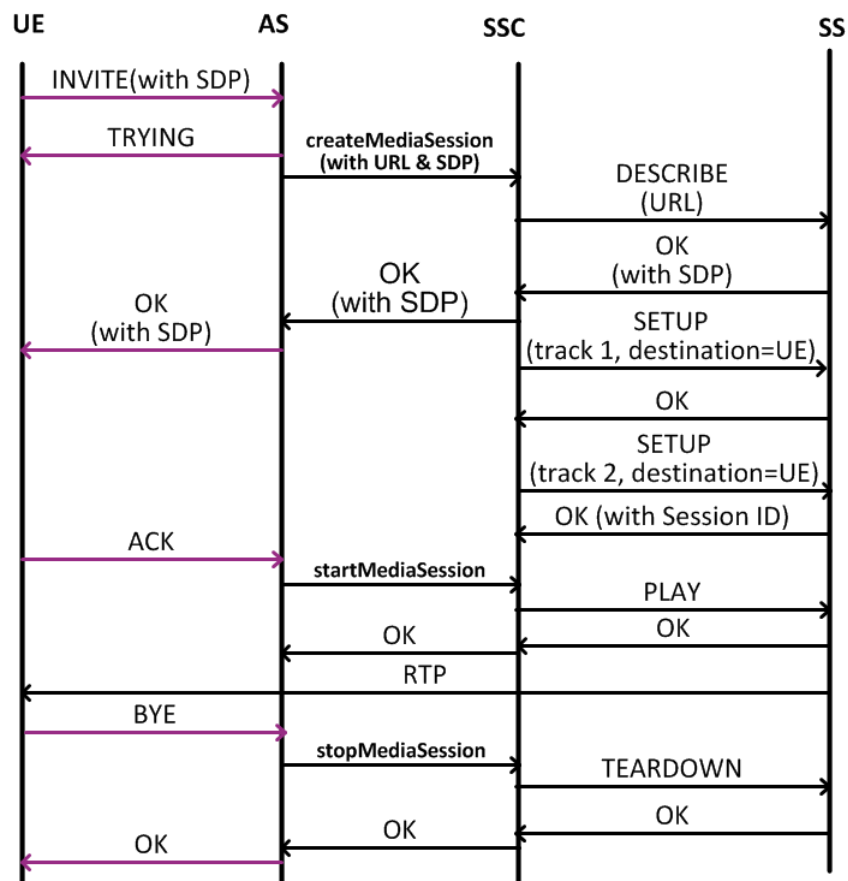 UE AS SSC SS
INVITE(with SDP)
TRYING
createMediaSession
(with URL & SDP)
DESCRIBE
(URL)
OK
(with SDP)
OK
(with SDP)
OK
(with SDP)
SETUP
(track 1, destination=UE)
OK
SETUP
(track 2, destination=UE)
OK (with Session ID)
ACK
startMediaSession
PLAY
OK
OK
RTP
BYE
stopMediaSession
TEARDOWN
OK
OK
OK